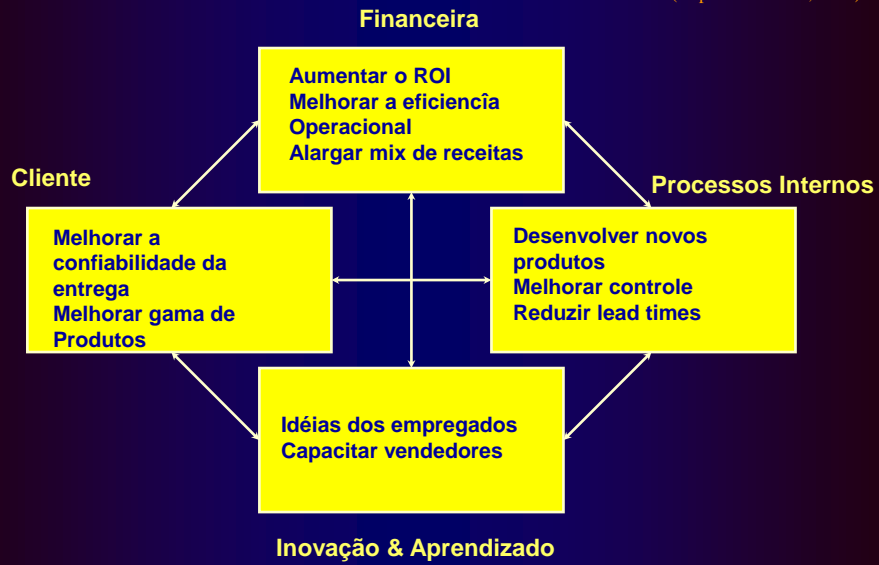 Financeira
Aumentar o ROI
Melhorar a eficiencîa
Operacional
Alargar mix de receitas
Cliente
Melhorar a
confiabilidade da
entrega
Melhorar gama de
Produtos
Processos Internos
Desenvolver novos
produtos
Melhorar controle
Reduzir lead times
Idéias dos empregados
Capacitar vendedores
Inovação & Aprendizado